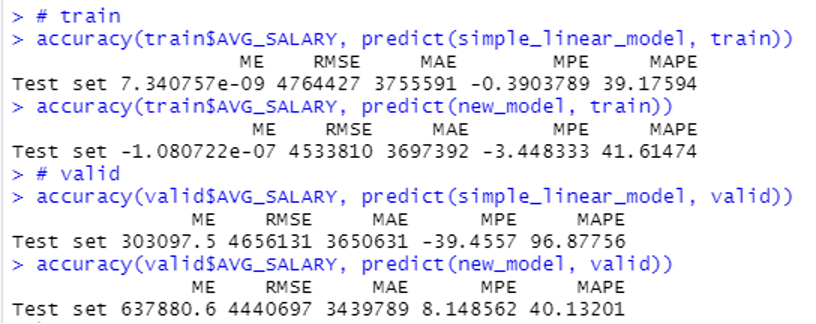 > # train
> accuracy(train$AVG_SALARY, predict(simple_linear_model, train))
ME RMSE MAE MPE MAPE
Test set 7.340757e-09 4764427 3755591 -0.3903789 39.17594
> accuracy(train$AVG_SALARY, predict(new_model, train))
ME RMSE MAE MPE MAPE
Test set -1.080722e-07 4533810 3697392 -3.448333 41.61474
> # valid
> accuracy(valid$AVG_SALARY, predict(simple_linear_model, valid))
ME RMSE MAE MPE MAPE
Test set 303097.5 4656131 3650631 -39.4557 96.87756
> accuracy(valid$AVG_SALARY, predict(new_model, valid))
ME RMSE MAE MPE MAPE
Test set 637880.6 4440697 3439789 8.148562 40.13201